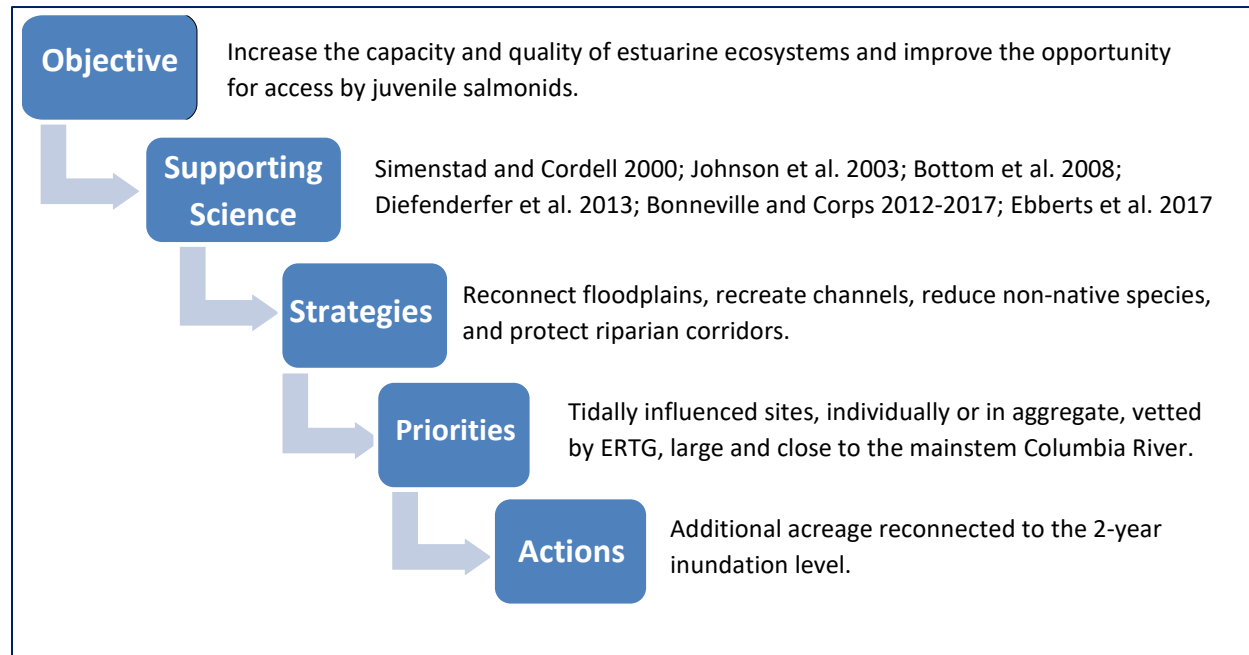 Objective
Increase the capacity and quality of estuarine ecosystems and improve the opportunity
for access by juvenile salmonids.
Supporting
Science
Simenstad and Cordell 2000; Johnson et al. 2003; Bottom et al. 2008;
Diefenderfer et al. 2013; Bonneville and Corps 2012-2017; Ebberts et al. 2017
Strategies
Reconnect floodplains, recreate channels, reduce non-native species,
and protect riparian corridors.
Priorities
Tidally influenced sites, individually or in aggregate, vetted
by ERTG, large and close to the mainstem Columbia River.
Actions
Additional acreage reconnected to the 2-year
inundation level.